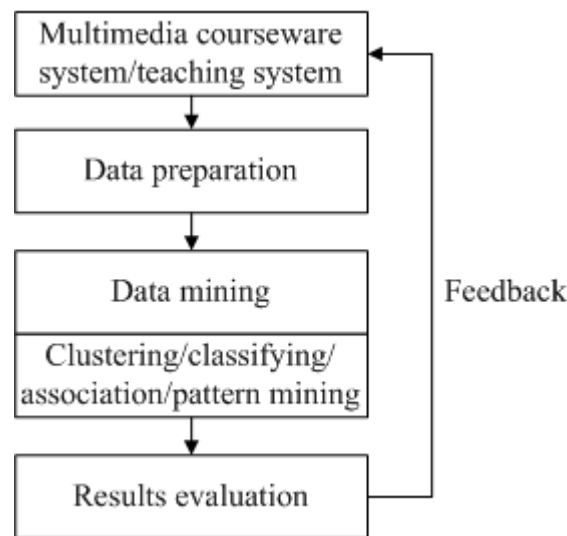 Multimedia courseware
system/teaching system
Data preparation
Data mining
Feedback
Clustering/classifying/
association/pattern mining
Results evaluation